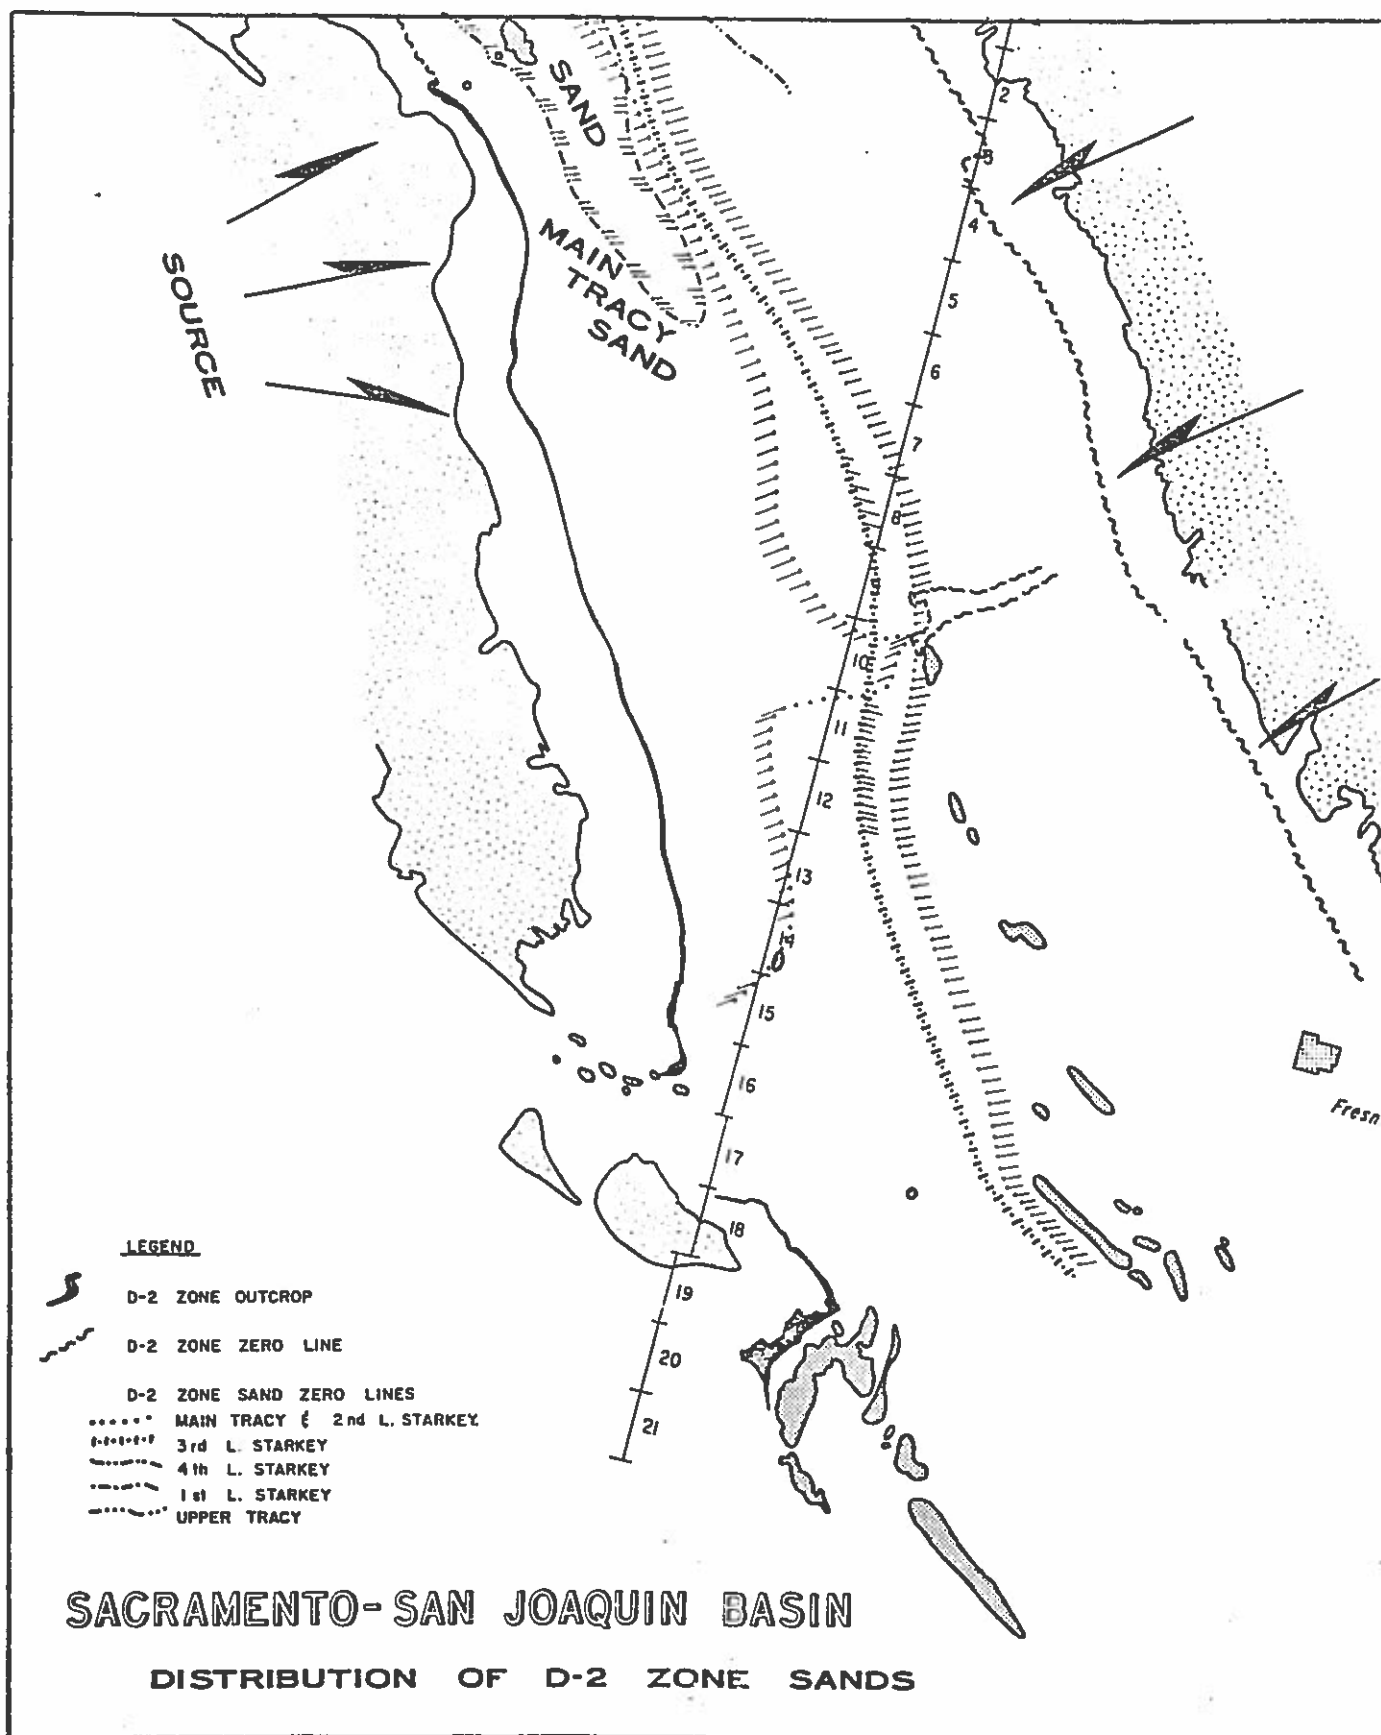 SAND
2
3
4
5
6
7
8
9
10
11
12
13
14
15
16
17
18
19
20
21
MAIN
TRACY
SAND
SOURCE
Fresn
LEGEND
D-2 ZONE OUTCROP
D-2 ZONE ZERO LINE
D-2 ZONE SAND ZERO LINES
MAIN TRACY & 2nd L. STARKEY
3rd L. STARKEY
4th L. STARKEY
1st L. STARKEY
UPPER TRACY
SACRAMENTO-SAN JOAQUIN BASIN
DISTRIBUTION OF D-2 ZONE SANDS